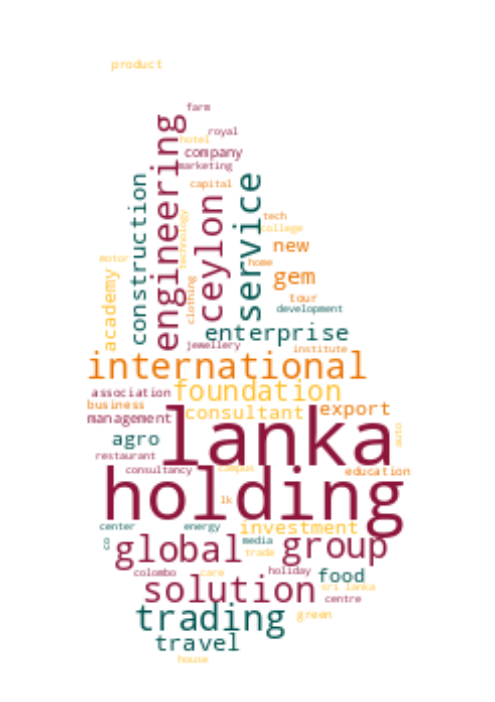 product
farm
royal
hotel
company
marketing
engineering
capital
construction
ceylon
service
technology
tech
college
new
motor
home
academy
gem
clothing
tour
development
enterprise
jewellery
institute
international
association
foundation
business
consultant
export
management
lanka
agro
auto
restaurant
consultancy
campus
education
holding
lk
center
energy
investment
co
global
media
group
trade
colombo
care
holiday
food
solution
sri lanka
centre
trading
green
travel
house